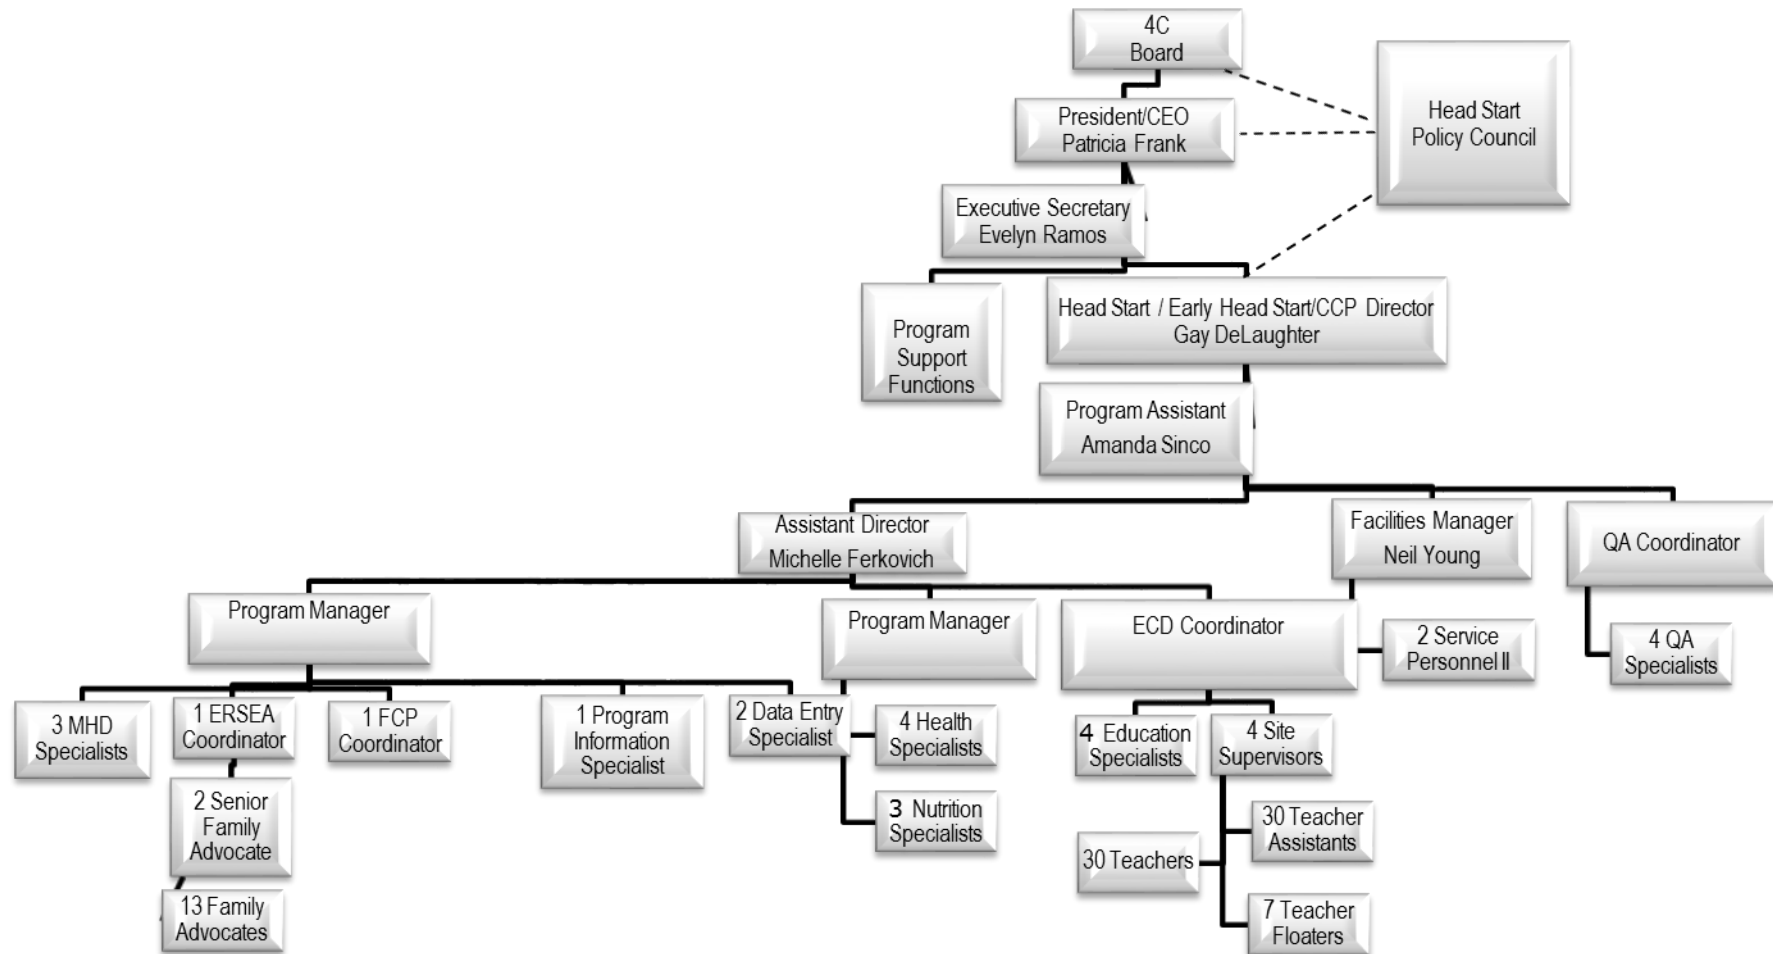 4C
Board
Head Start
Policy Council
President/CEO
Patricia Frank
Executive Secretary
Evelyn Ramos
Program
Support
Functions
Head Start / Early Head Start/CCP Director
Gay DeLaughter
Program Assistant
Amanda Sinco
Assistant Director
Michelle Ferkovich
Facilities Manager
Neil Young
QA Coordinator
Program Manager
Program Manager
ECD Coordinator
2 Service
Personnel II
4 QA
Specialists
3 MHD
Specialists
1 ERSEA
Coordinator
1 FCP
Coordinator
1 Program
Information
Specialist
2 Data Entry
Specialist
4 Health
Specialists
4 Education
Specialists
4 Site
Supervisors
2 Senior
Family
Advocate
3 Nutrition
Specialists
30 Teacher
Assistants
30 Teachers
13 Family
Advocates
7 Teacher
Floaters